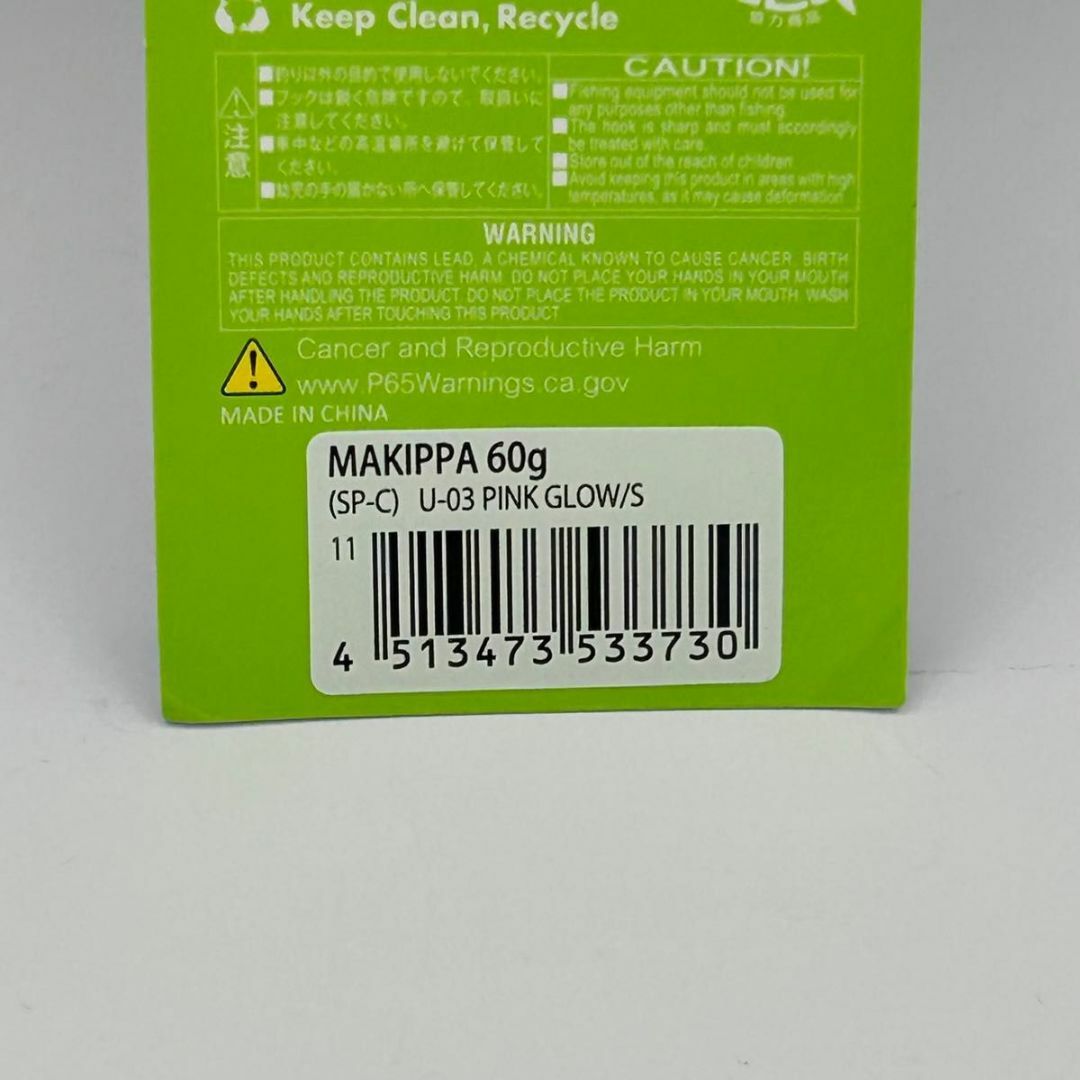 Keep Clean, Recycle
協力商品
注意
■釣り以外の目的で使用しないでください。
■フックは鋭く危険ですので、取扱いに
注意してください。
■車中などの高温場所を避けて保管して
ください。
■幼児の手の届かない所へ保管してください。
CAUTION!
■Fishing equipment should not be used for
any purposes other than fishing.
■The hook is sharp and must accordingly
be treated with care.
■Store out of the reach of children.
■Avoid keeping this product in areas with high
temperatures, as it may cause deformation.
WARNING
THIS PRODUCT CONTAINS LEAD, A CHEMICAL KNOWN TO CAUSE CANCER, BIRTH
DEFECTS AND REPRODUCTIVE HARM. DO NOT PLACE YOUR HANDS IN YOUR MOUTH
AFTER HANDLING THE PRODUCT. DO NOT PLACE THE PRODUCT IN YOUR MOUTH. WASH
YOUR HANDS AFTER TOUCHING THIS PRODUCT.
Cancer and Reproductive Harm
www.P65Warnings.ca.gov
MADE IN CHINA
MAKIPPA 60g
(SP-C) U-03 PINK GLOW/S
11
4 513473 533730